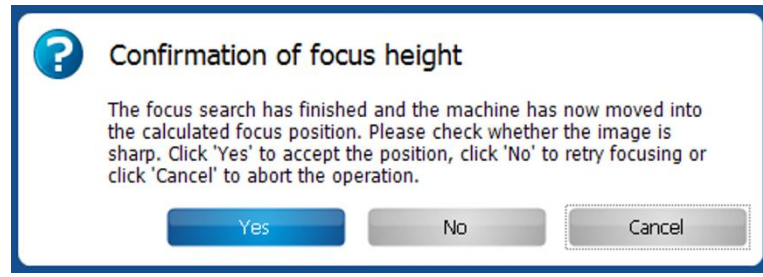 Confirmation of focus height
The focus search has finished and the machine has now moved into
the calculated focus position. Please check whether the image is
sharp. Click 'Yes' to accept the position, click 'No' to retry focusing or
click 'Cancel' to abort the operation.
Yes No Cancel